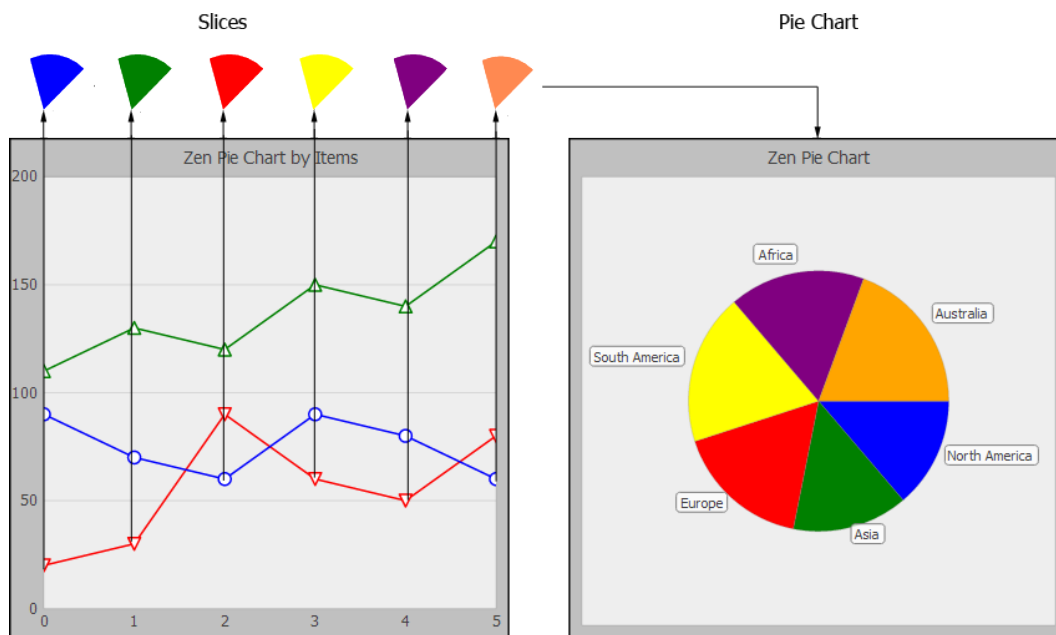 Slices
Pie Chart
Zen Pie Chart by Items
200
150
100
50
0
0 1 2 3 4 5
Zen Pie Chart
Africa
Australia
South America
North America
Europe
Asia